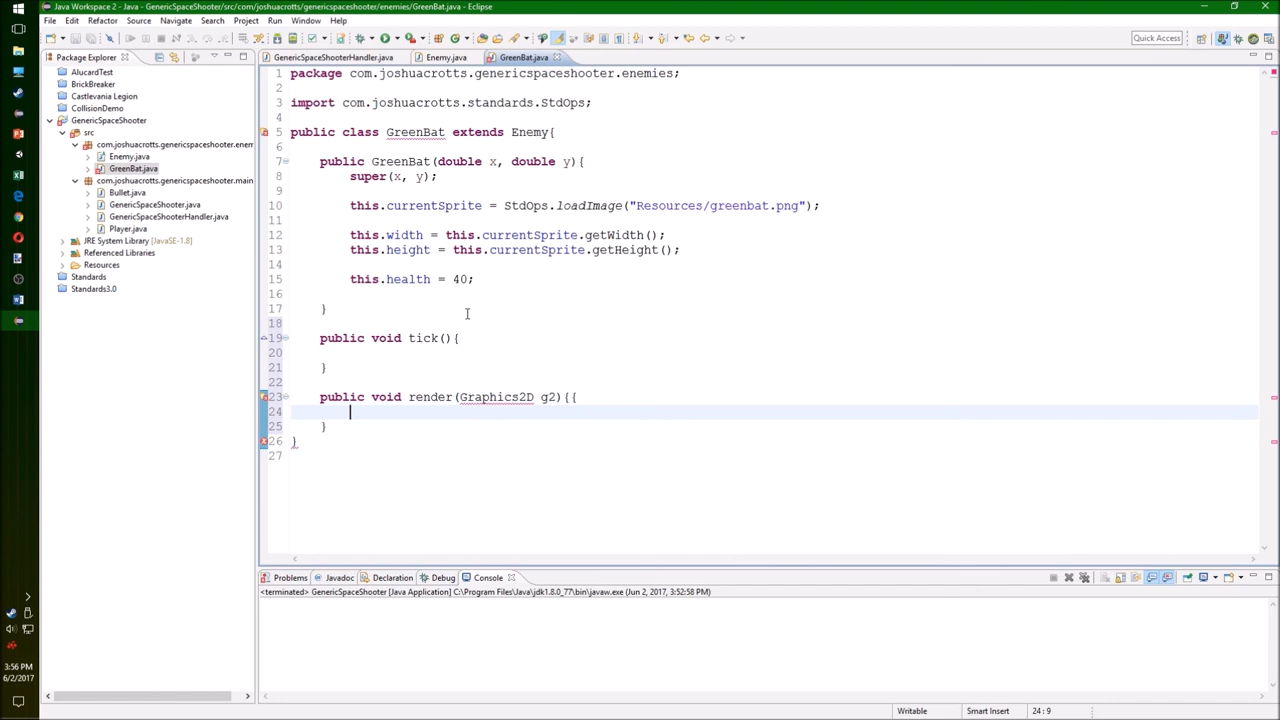 Java Workspace 2 - GenericSpaceShooter/src/com/joshuacrotts/genericspaceshooter/enemies/GreenBat.java - Eclipse
File Edit Refactor Source Navigate Search Project Run Window Help
Quick Access
Package Explorer
GenericSpaceShooterHandler.java
Enemy.java
GreenBat.java
AlucardTest
BrickBreaker
Castlevania Legion
CollisionDemo
GenericSpaceShooter
src
com.joshuacrotts.genericspaceshooter.enem
Enemy.java
GreenBat.java
com.joshuacrotts.genericspaceshooter.main
Bullet.java
GenericSpaceShooter.java
GenericSpaceShooterHandler.java
Player.java
JRE System Library [JavaSE-1.8]
Referenced Libraries
Resources
Standards
Standards3.0
1 package com.joshuacrotts.genericspaceshooter.enemies;
2
3 import com.joshuacrotts.standards.StdOps;
4
5 public class GreenBat extends Enemy{
6
7 public GreenBat(double x, double y){
8 super(x, y);
9
10 this.currentSprite = StdOps.loadImage("Resources/greenbat.png");
11
12 this.width = this.currentSprite.getWidth();
13 this.height = this.currentSprite.getHeight();
14
15 this.health = 40;
16
17 }
18
19 public void tick(){
20
21 }
22
23 public void render(Graphics2D g2){{
24
25 }
26 }
27
Problems Javadoc Declaration Debug Console
<terminated> GenericSpaceShooter [Java Application] C:\Program Files\Java\jdk1.8.0_77\bin\javaw.exe (Jun 2, 2017, 3:52:58 PM)
3:56 PM
6/2/2017
Writable Smart Insert 24 : 9